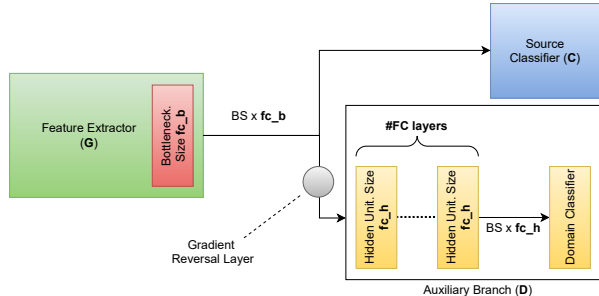 Source
Classifier (C)
Feature Extractor
(G)
Bottleneck.
Size fc_b
BS x fc_b
#FC layers
Hidden Unit. Size
fc_h
Hidden Unit. Size
fc_h
BS x fc_h
Domain Classifier
Gradient
Reversal Layer
Auxiliary Branch (D)